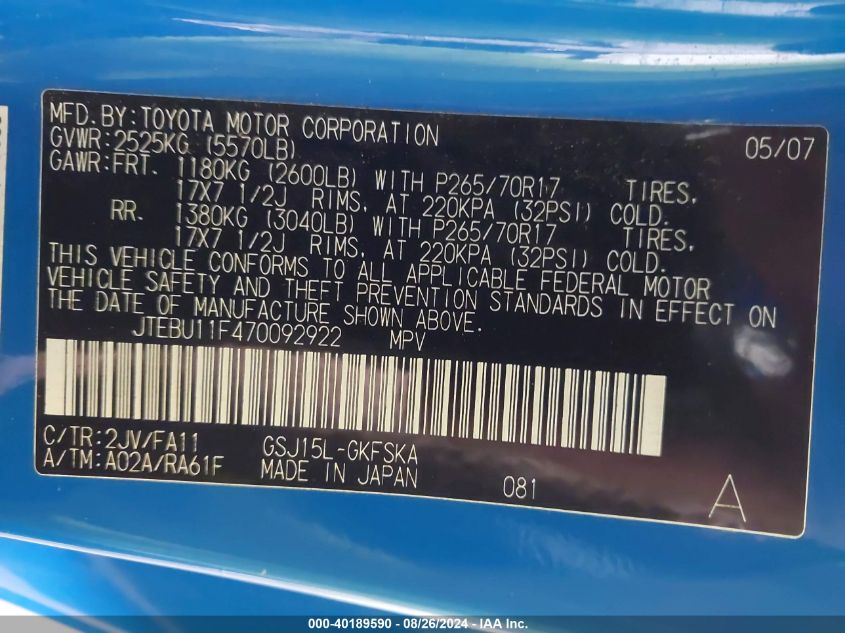 MFD. BY: TOYOTA MOTOR CORPORATION 05/07
GVWR: 2525KG (5570LB)
GAWR: FRT. 1180KG (2600LB) WITH P265/70R17 TIRES,
17X7 1/2J RIMS, AT 220KPA (32PSI) COLD.
RR. 1380KG (3040LB) WITH P265/70R17 TIRES,
17X7 1/2J RIMS, AT 220KPA (32PSI) COLD.
THIS VEHICLE CONFORMS TO ALL APPLICABLE FEDERAL MOTOR
VEHICLE SAFETY AND THEFT PREVENTION STANDARDS IN EFFECT ON
THE DATE OF MANUFACTURE SHOWN ABOVE.
JTEBU11F470092922 MPV
C/TR: 2JV/FA11 GSJ15L-GKFSKA
A/TM: A02A/RA61F MADE IN JAPAN 081 A
000-40189590 - 08/26/2024 - IAA Inc.